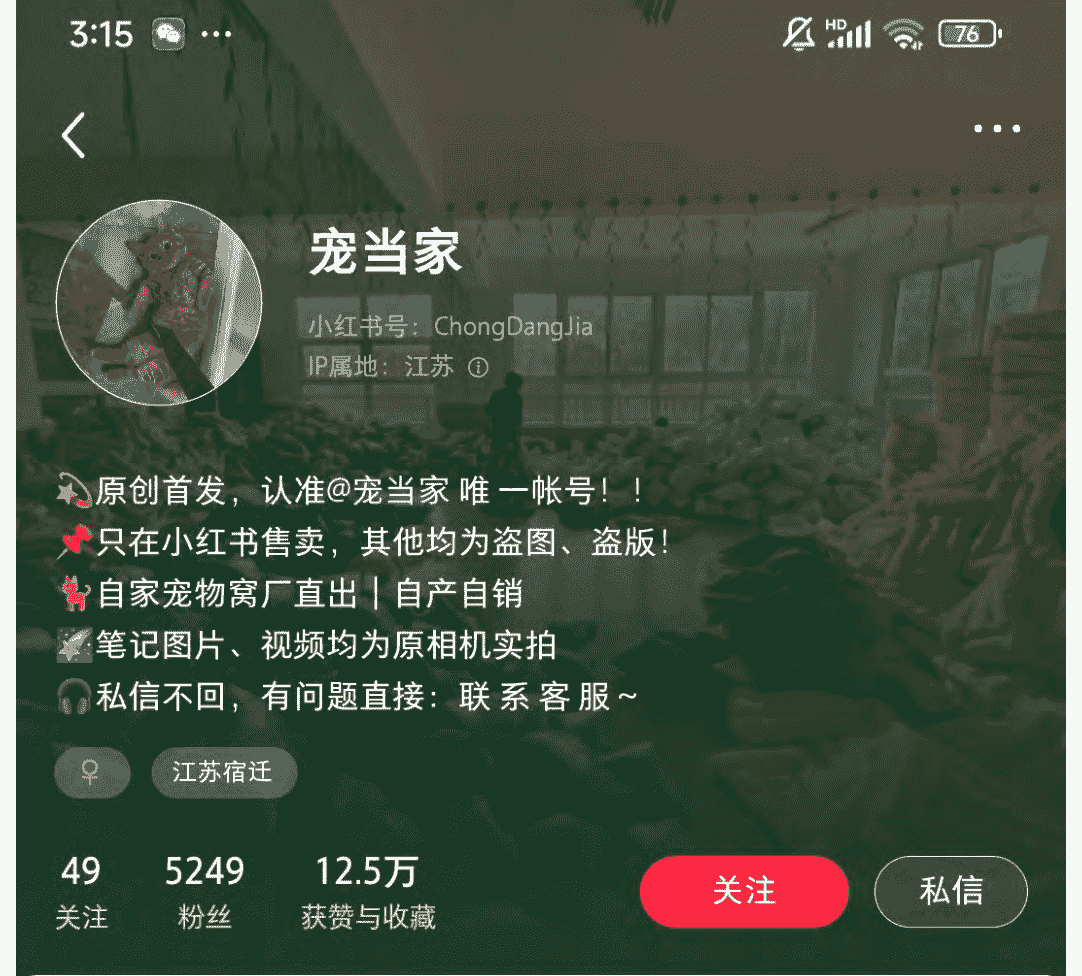 3:15 HD 76
宠当家
小红书号：ChongDangJia
IP属地：江苏
原创首发，认准@宠当家 唯 一帐号！！
只在小红书售卖，其他均为盗图、盗版！
自家宠物窝厂直出｜自产自销
笔记图片、视频均为原相机实拍
私信不回，有问题直接：联 系 客 服～
♀ 江苏宿迁
49 5249 12.5万
关注 粉丝 获赞与收藏 关注 私信